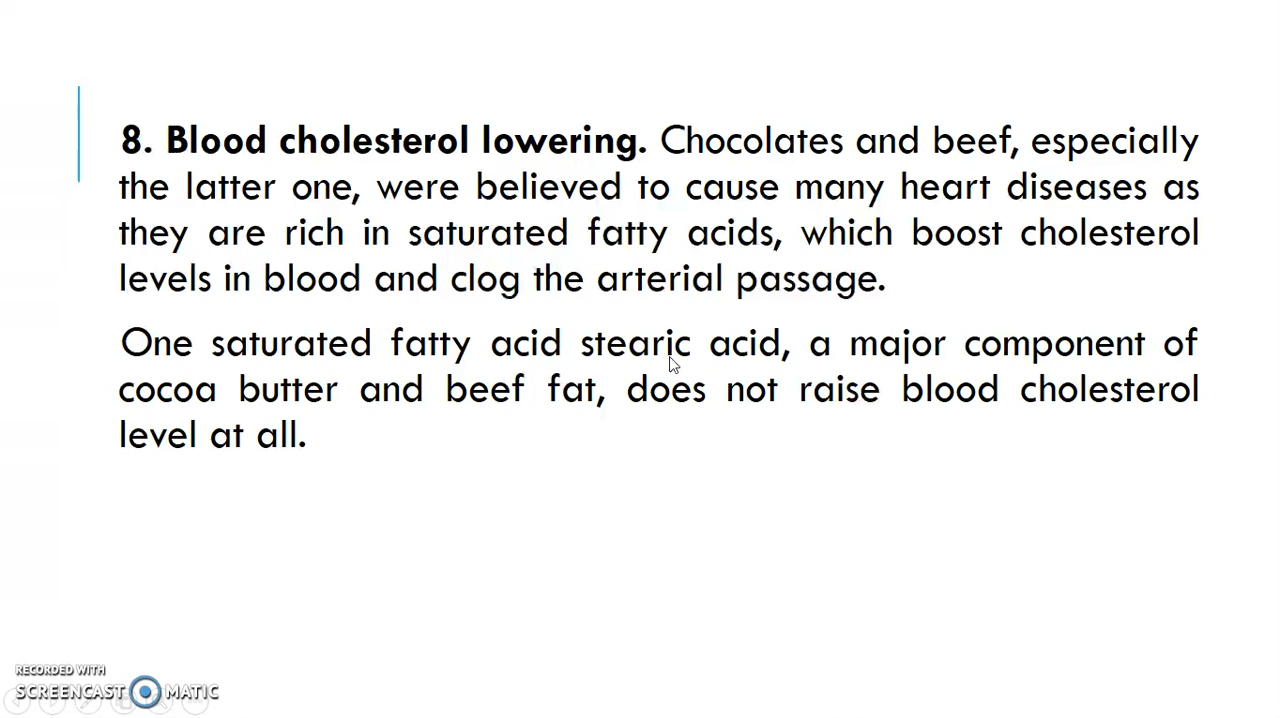 8. Blood cholesterol lowering. Chocolates and beef, especially
the latter one, were believed to cause many heart diseases as
they are rich in saturated fatty acids, which boost cholesterol
levels in blood and clog the arterial passage.
One saturated fatty acid stearic acid, a major component of
cocoa butter and beef fat, does not raise blood cholesterol
level at all.
RECORDED WITH
SCREENCAST MATIC